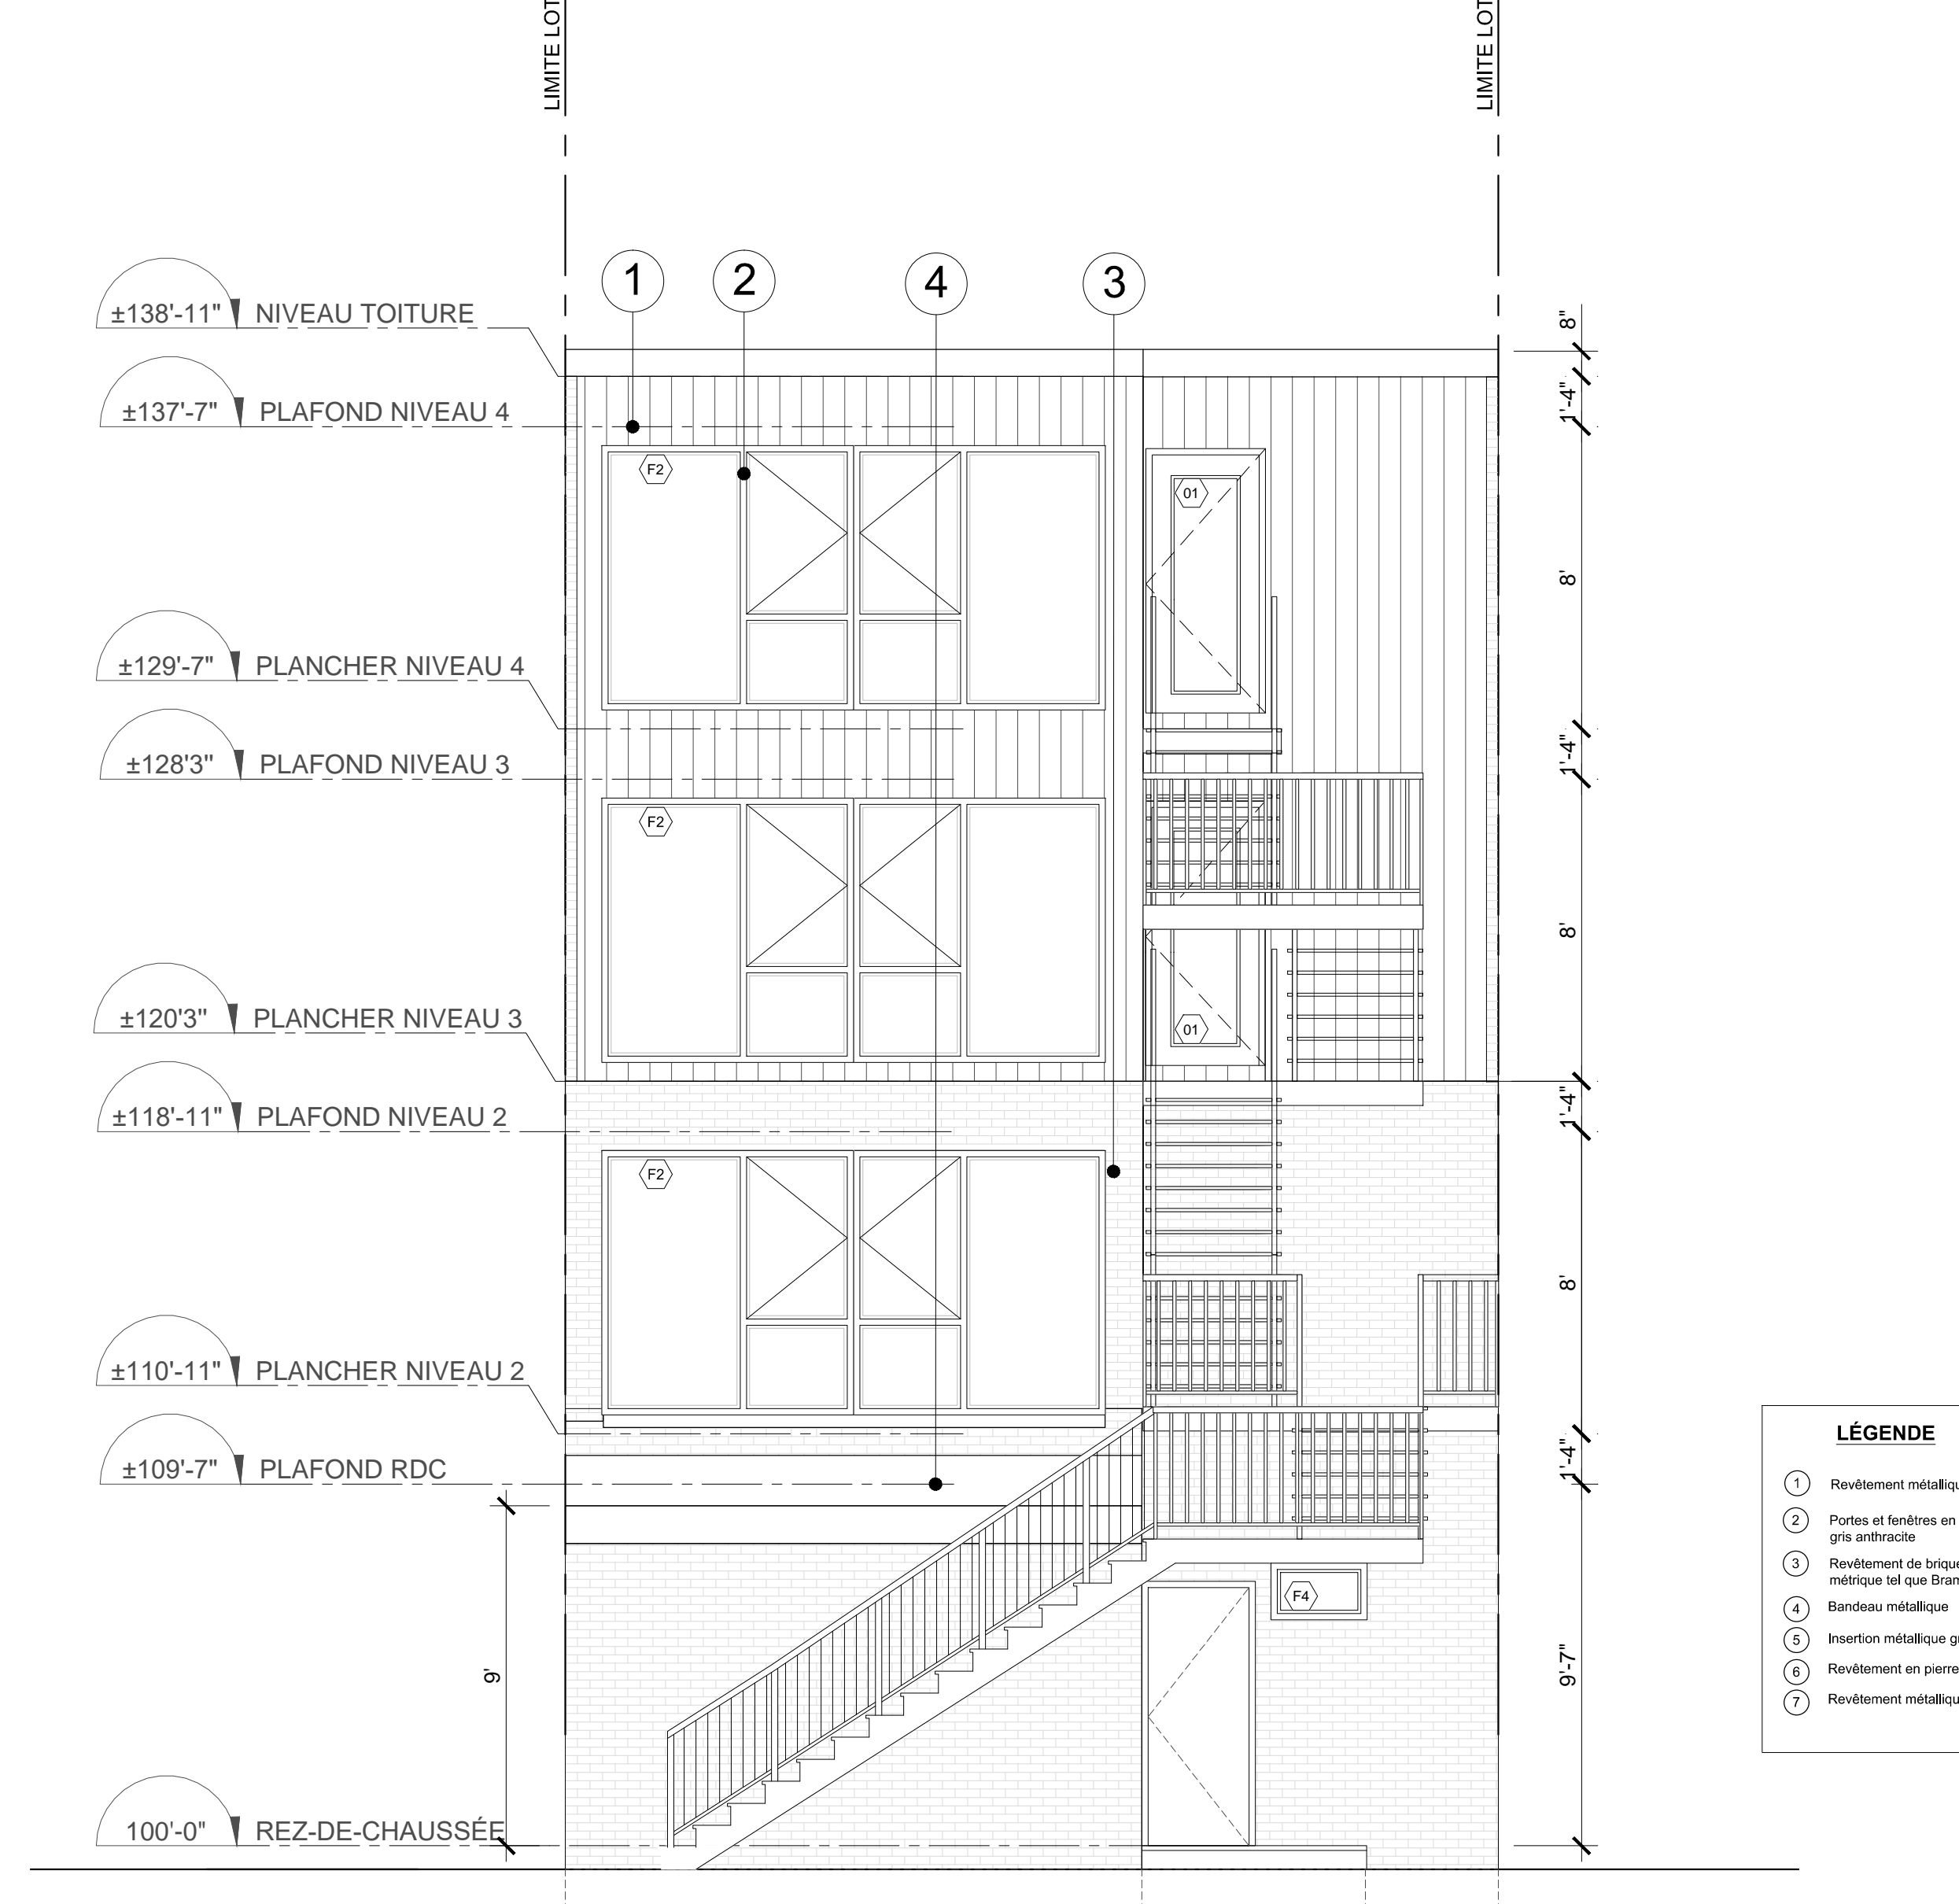 LIMITE LOT
LIMITE LOT
1
2
4
3
±138'-11" NIVEAU TOITURE
8"
±137'-7" PLAFOND NIVEAU 4
1'-4"
F2
01
8'
±129'-7" PLANCHER NIVEAU 4
±128'3" PLAFOND NIVEAU 3
1'-4"
F2
8'
±120'3" PLANCHER NIVEAU 3
01
±118'-11" PLAFOND NIVEAU 2
1'-4"
F2
8'
±110'-11" PLANCHER NIVEAU 2
±109'-7" PLAFOND RDC
1'-4"
F4
9'
9'-7"
100'-0" REZ-DE-CHAUSSÉE
LÉGENDE
1 Revêtement métalliqu
2 Portes et fenêtres en
gris anthracite
3 Revêtement de brique
métrique tel que Bram
4 Bandeau métallique
5 Insertion métallique gr
6 Revêtement en pierre
7 Revêtement métalliqu